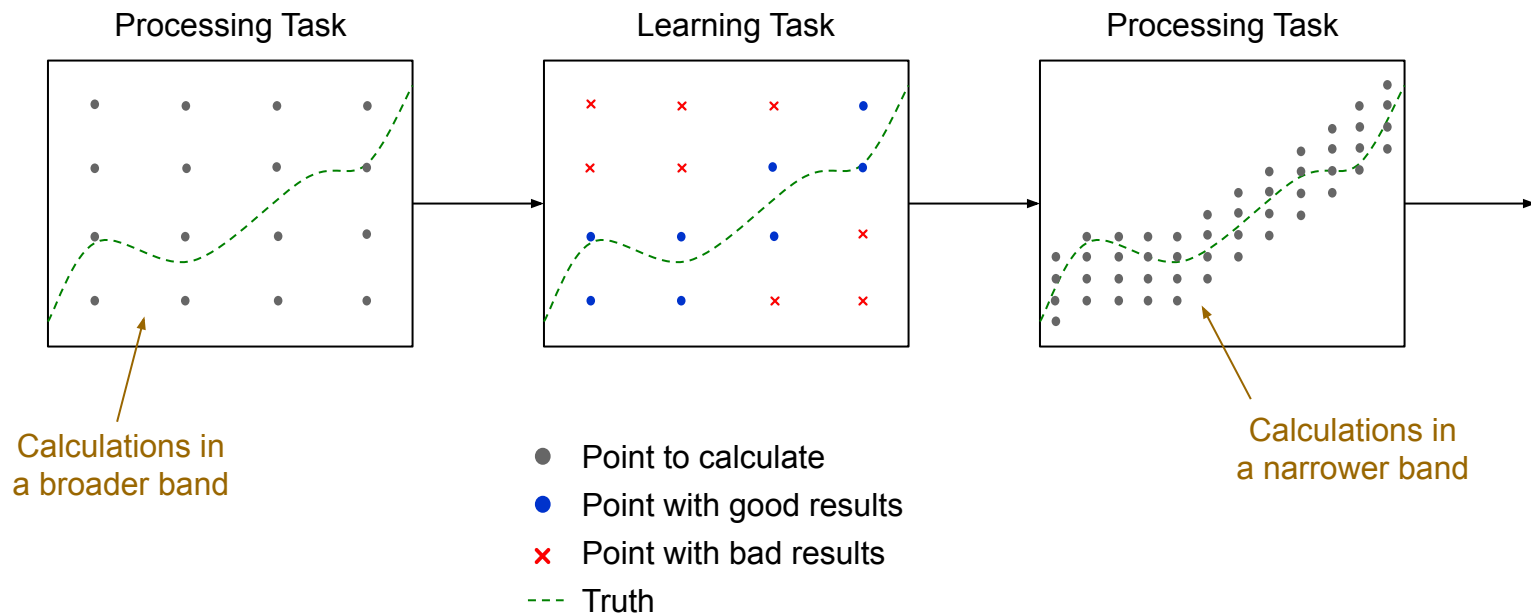 Processing Task
Learning Task
Processing Task
Calculations in
a broader band
Calculations in
a narrower band
Point to calculate
Point with good results
Point with bad results
Truth